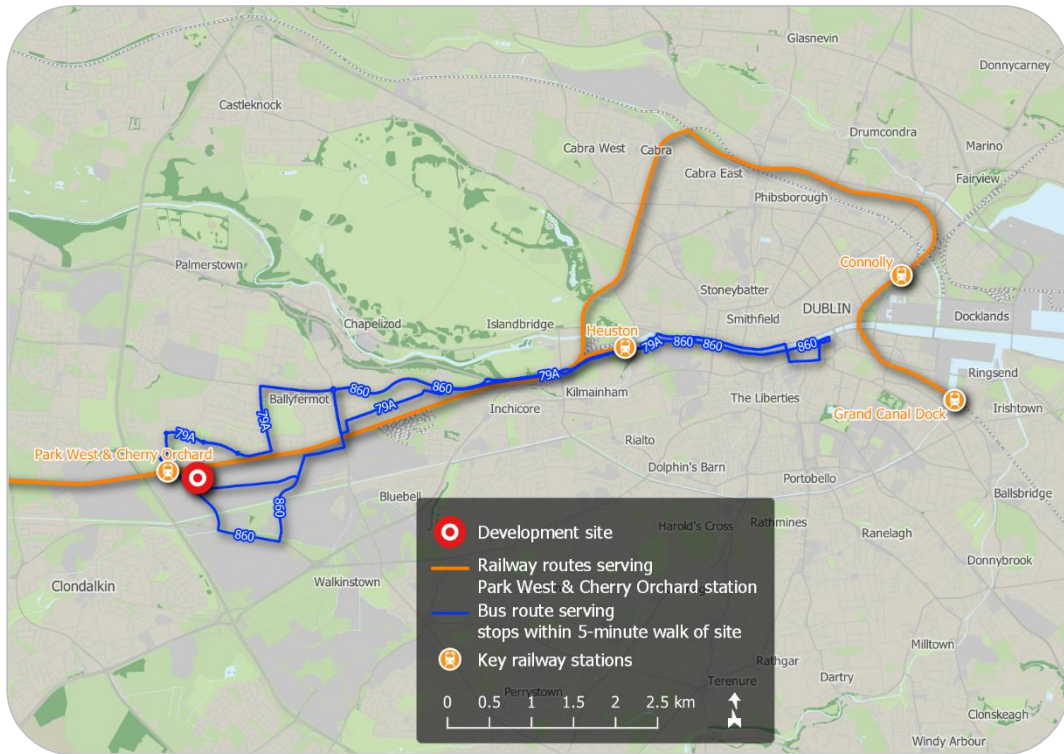 Glasnevin
Donnycarney
Castleknock
Drumcondra
Marino
Cabra West
Cabra
Cabra East
Fairview
Phibsborough
Palmerstown
Connolly
Stoneybatter
DUBLIN
Docklands
Smithfield
Chapelizod
Islandbridge
Heuston
79A
860
860
860
79A
860
860
79A
Kilmainham
Ringsend
Ballyfermot
79A
Inchicore
The Liberties
Grand Canal Dock
Irishtown
79A
Park West & Cherry Orchard
Rialto
Dolphin's Barn
Portobello
Ballsbridge
Bluebell
860
860
Harold's Cross
Rathmines
Ranelagh
Donnybrook
Clondalkin
Walkinstown
Development site
Railway routes serving
Park West & Cherry Orchard station
Bus route serving
stops within 5-minute walk of site
Key railway stations
0 0.5 1 1.5 2 2.5 km
Milltown
Rathgar
Dartry
Terenure
Perrystown
Clonskeagh
Windy Arbour